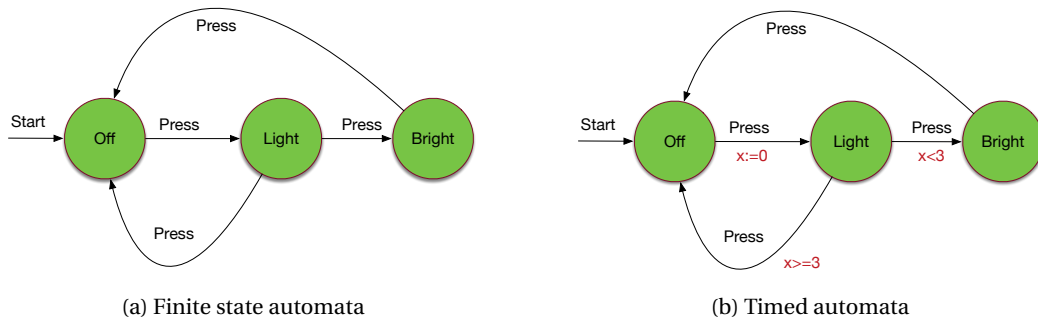 Press
Start
Off
Press
Light
Press
Bright
Press
(a) Finite state automata
Press
Start
Off
Press
x:=0
Light
Press
x<3
Bright
Press
x>=3
(b) Timed automata